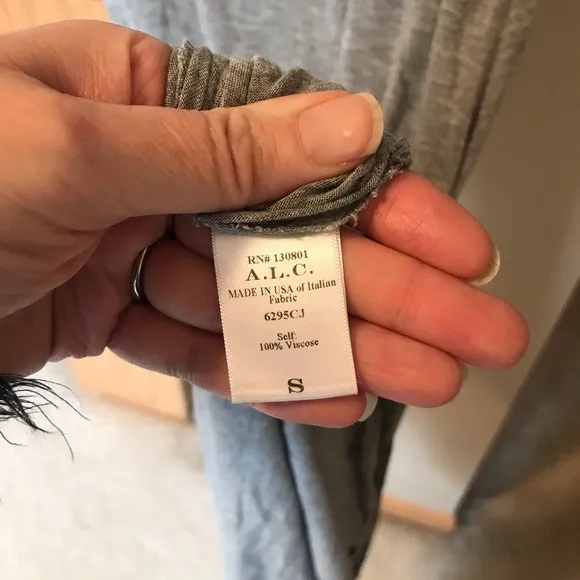 RN# 130801
A.L.C.
MADE IN USA of Italian
Fabric
6295CJ
Self:
100% Viscose
S